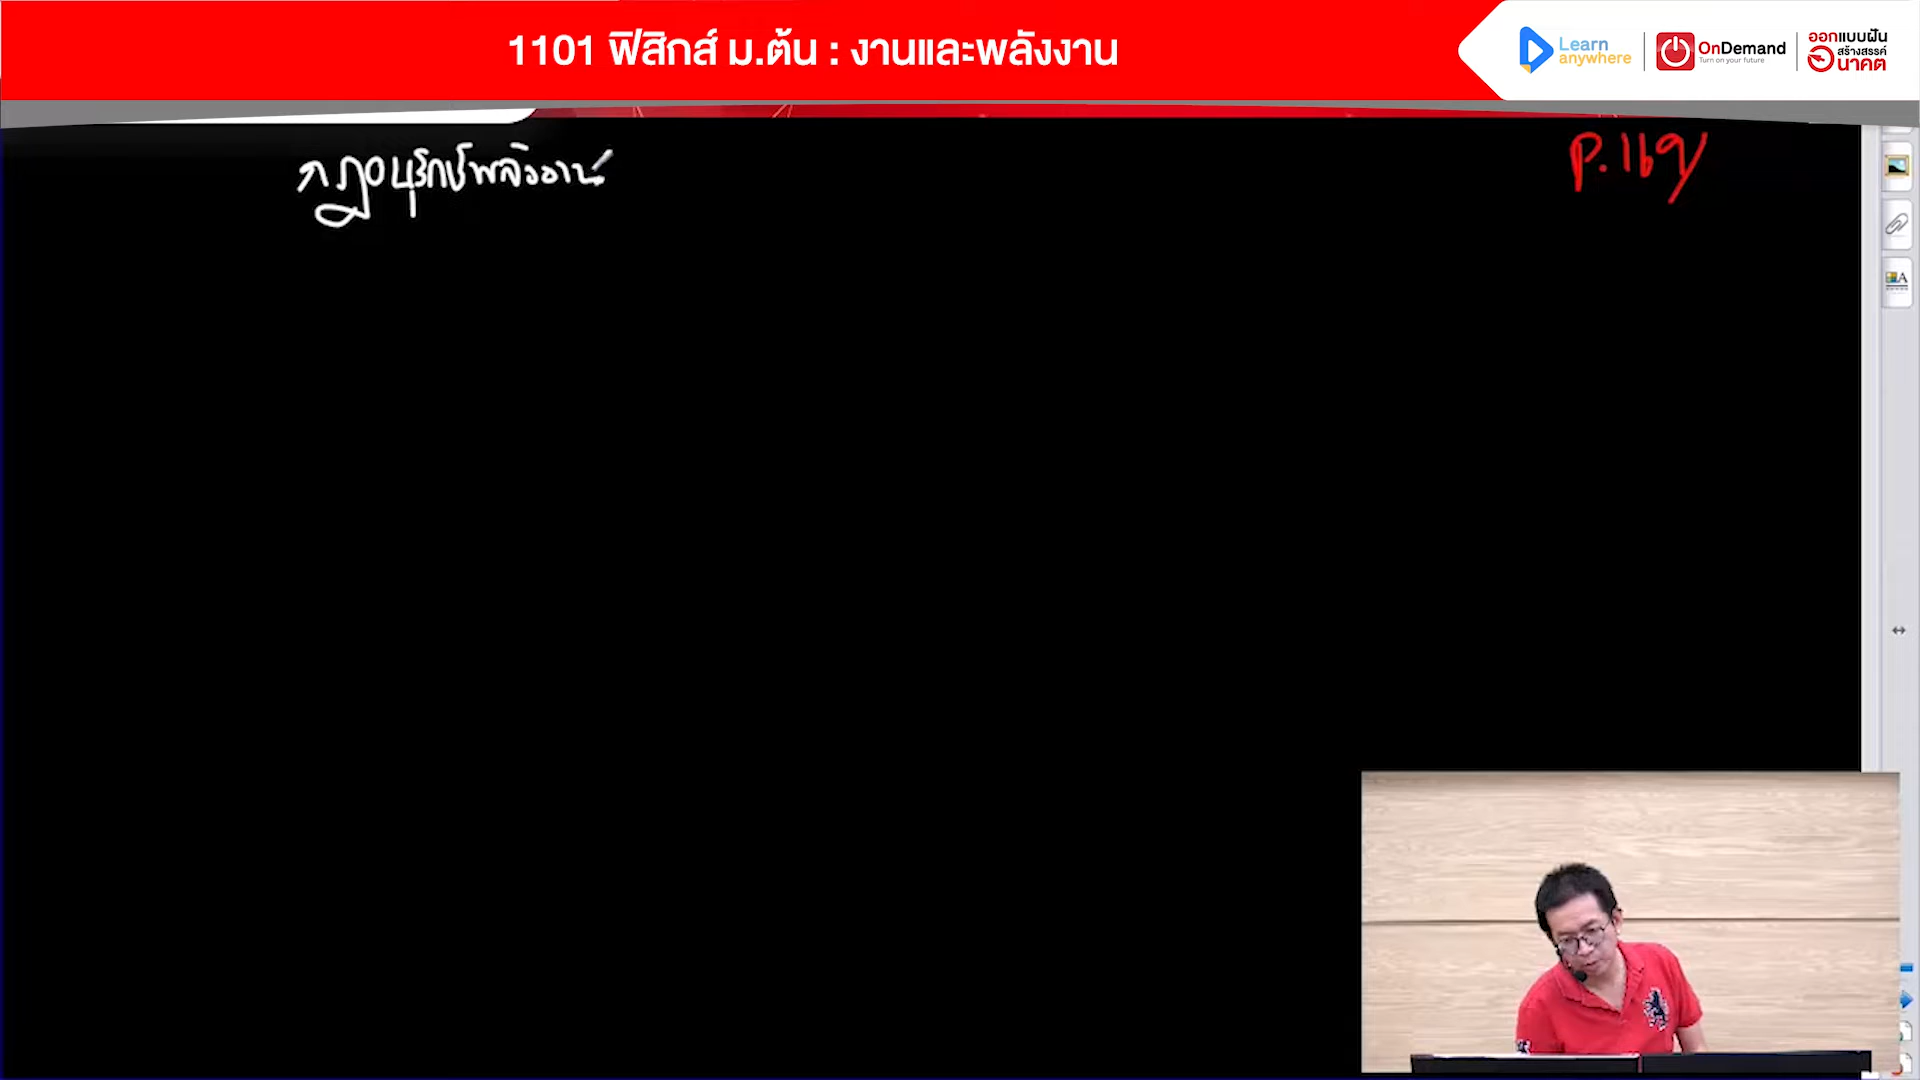 1101 ฟิสิกส์ ม.ต้น : งานและพลังงาน
Learn anywhere
OnDemand
Turn on your future
ออกแบบฝัน
สร้างสรรค์
อนาคต
กฎอนุรักษ์พลังงาน
P.169